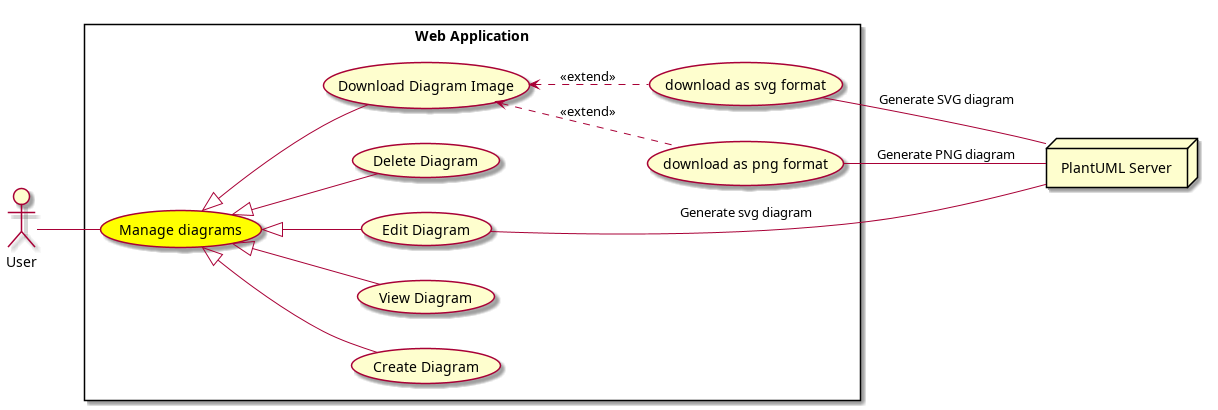 Web Application
Download Diagram Image
«extend»
download as svg format
Generate SVG diagram
«extend»
Delete Diagram
download as png format
Generate PNG diagram
PlantUML Server
User
Manage diagrams
Edit Diagram
Generate svg diagram
View Diagram
Create Diagram